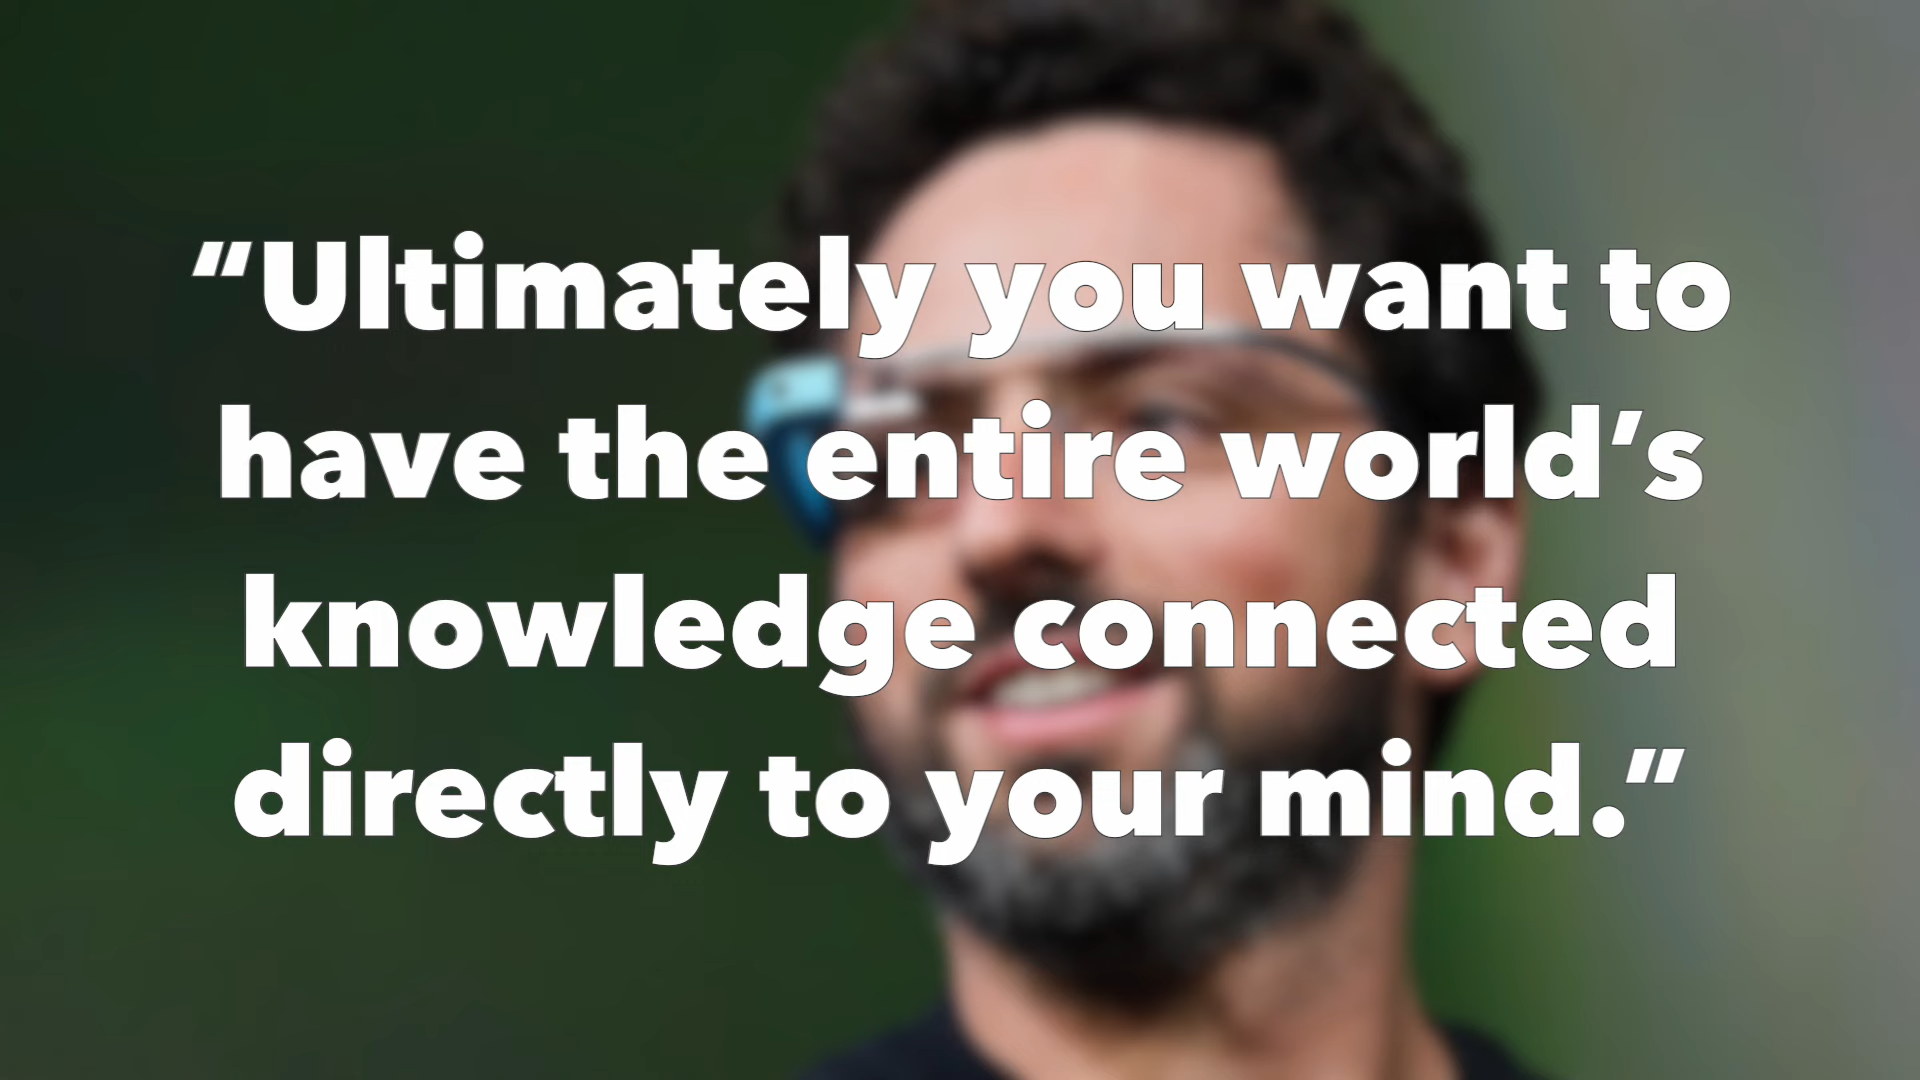 “Ultimately you want to
have the entire world’s
knowledge connected
directly to your mind.”